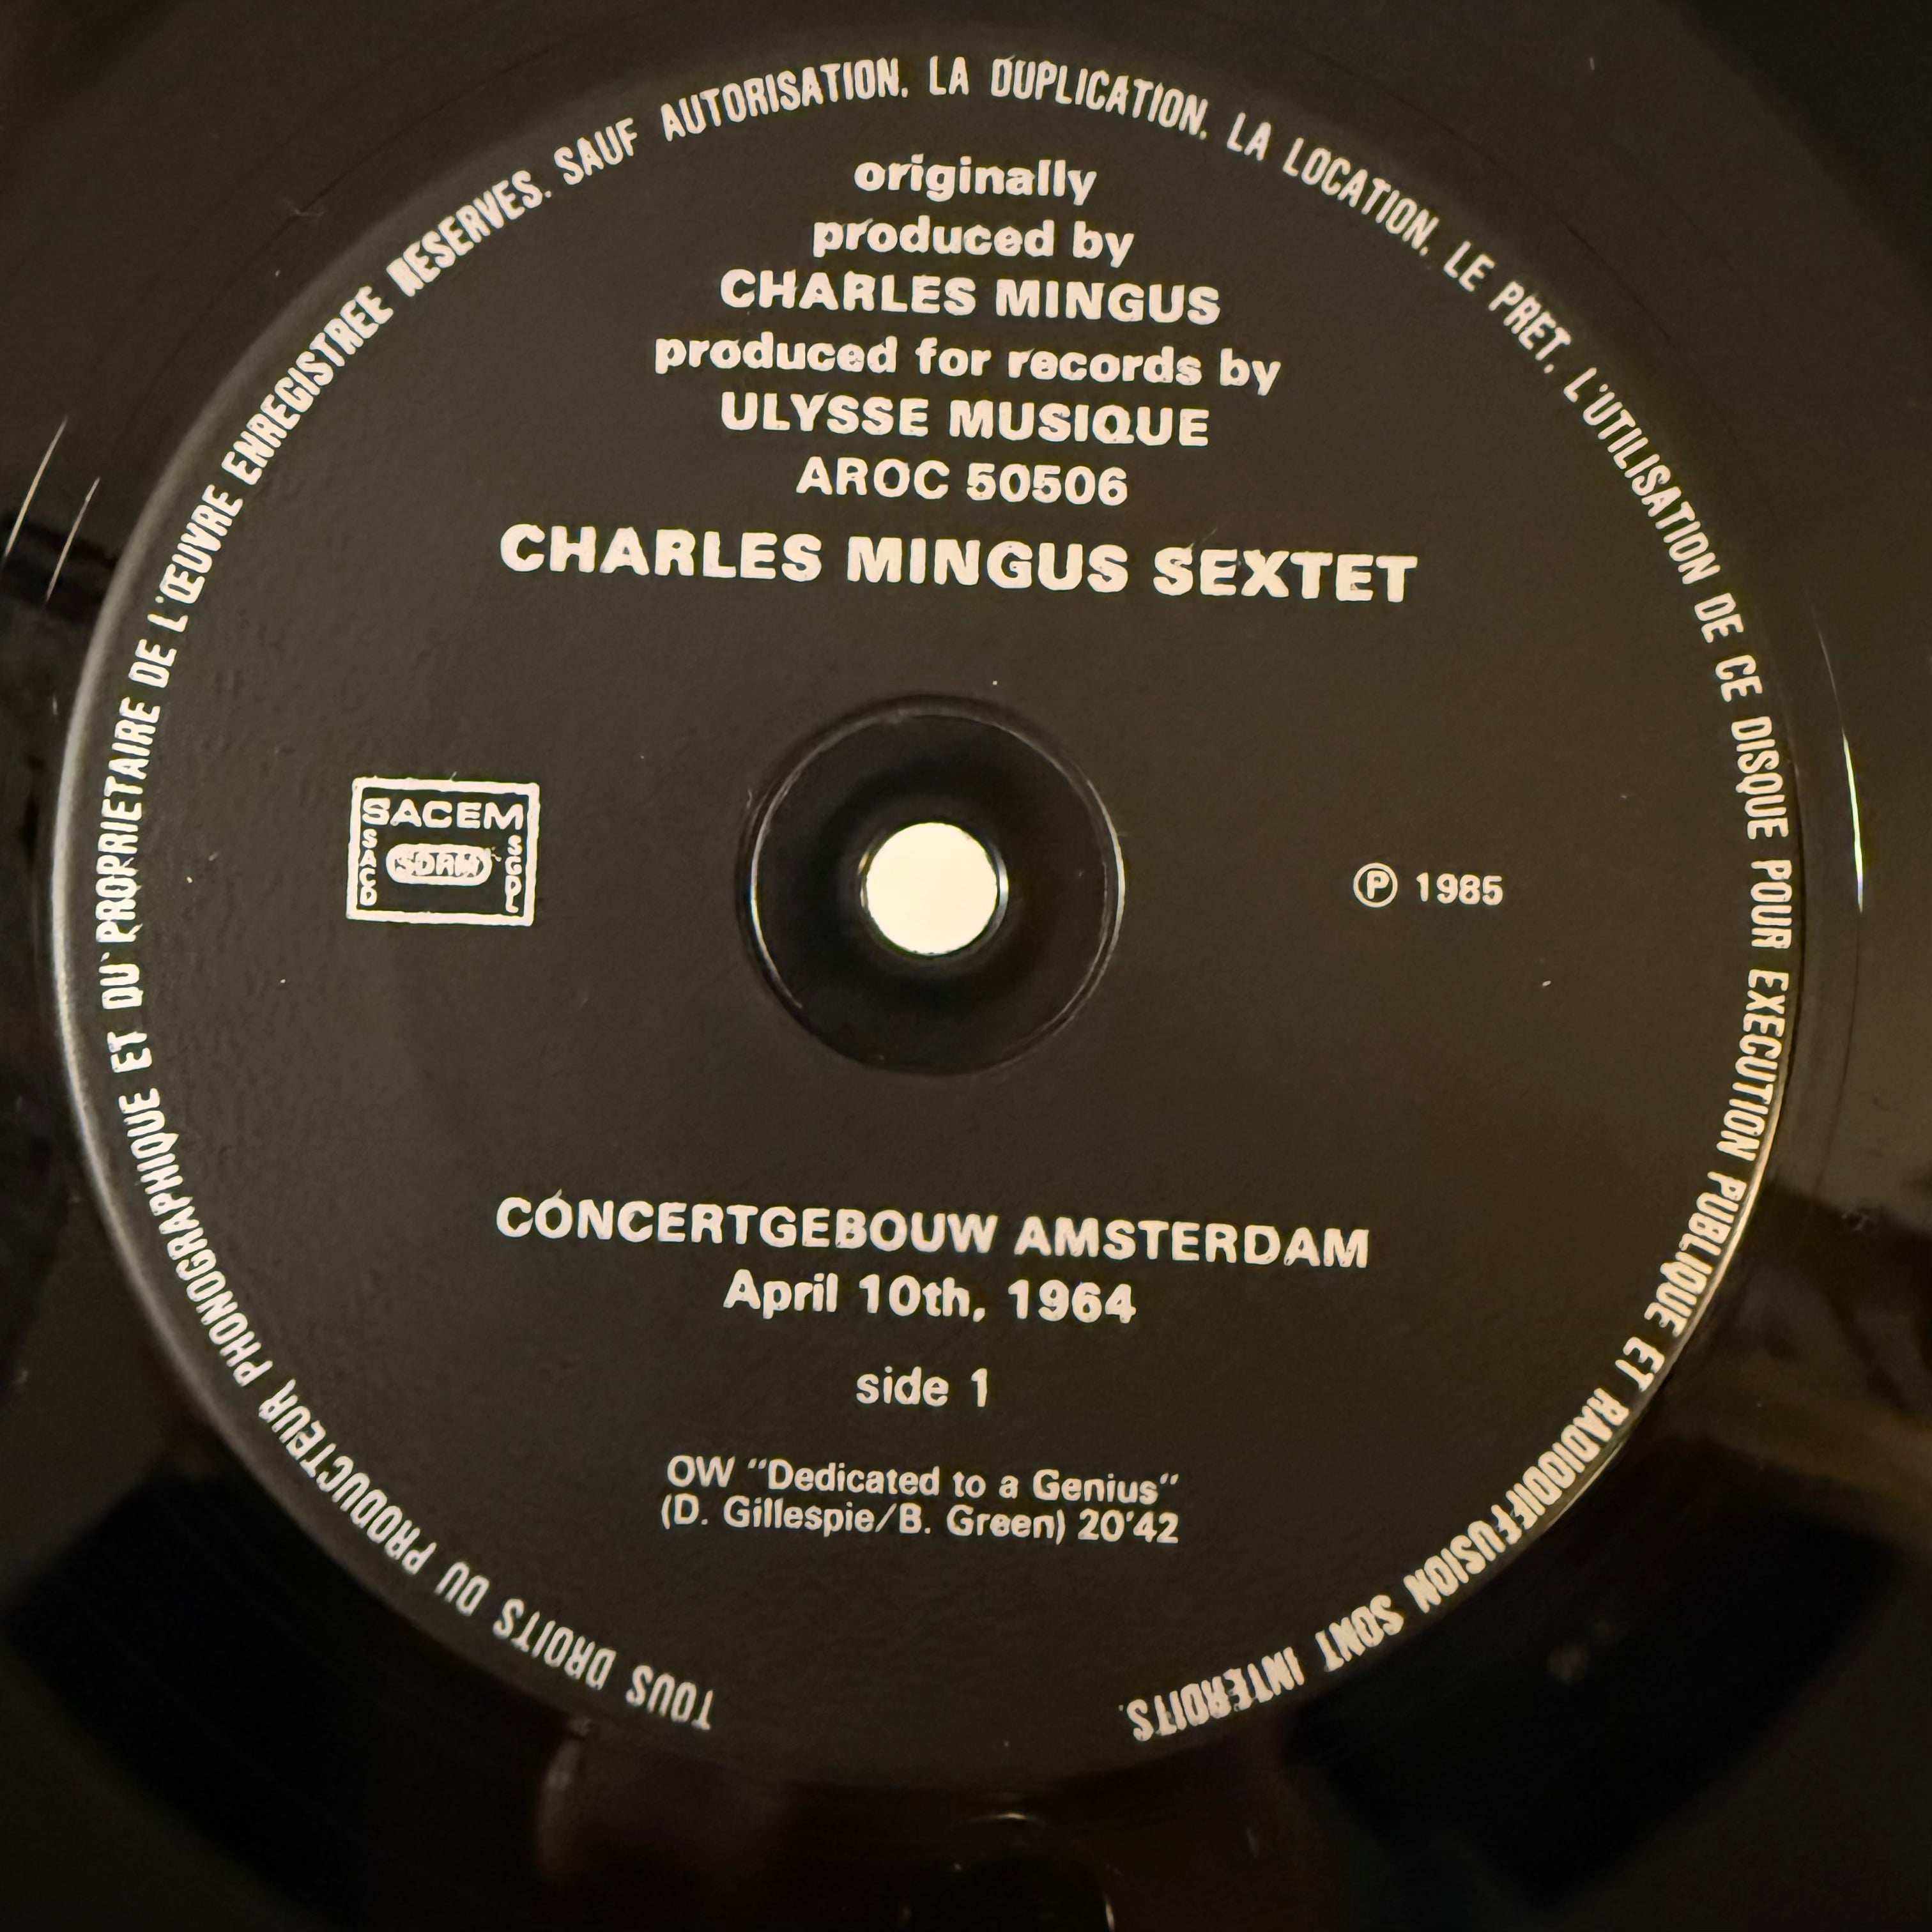 originally
produced by
CHARLES MINGUS
produced for records by
ULYSSE MUSIQUE
AROC 50506
CHARLES MINGUS SEXTET
SACEM
SACD
SDRM
SGDL
Ⓟ 1985
CONCERTGEBOUW AMSTERDAM
April 10th, 1964
side 1
OW "Dedicated to a Genius"
(D. Gillespie/B. Green) 20'42
TOUS DROITS DU PRODUCTEUR PHONOGRAPHIQUE ET DU PROPRIETAIRE DE L'ŒUVRE ENREGISTREE RESERVES. SAUF AUTORISATION, LA DUPLICATION, LA LOCATION, LE PRET, L'UTILISATION DE CE DISQUE POUR EXECUTION PUBLIQUE ET RADIODIFFUSION SONT INTERDITS.